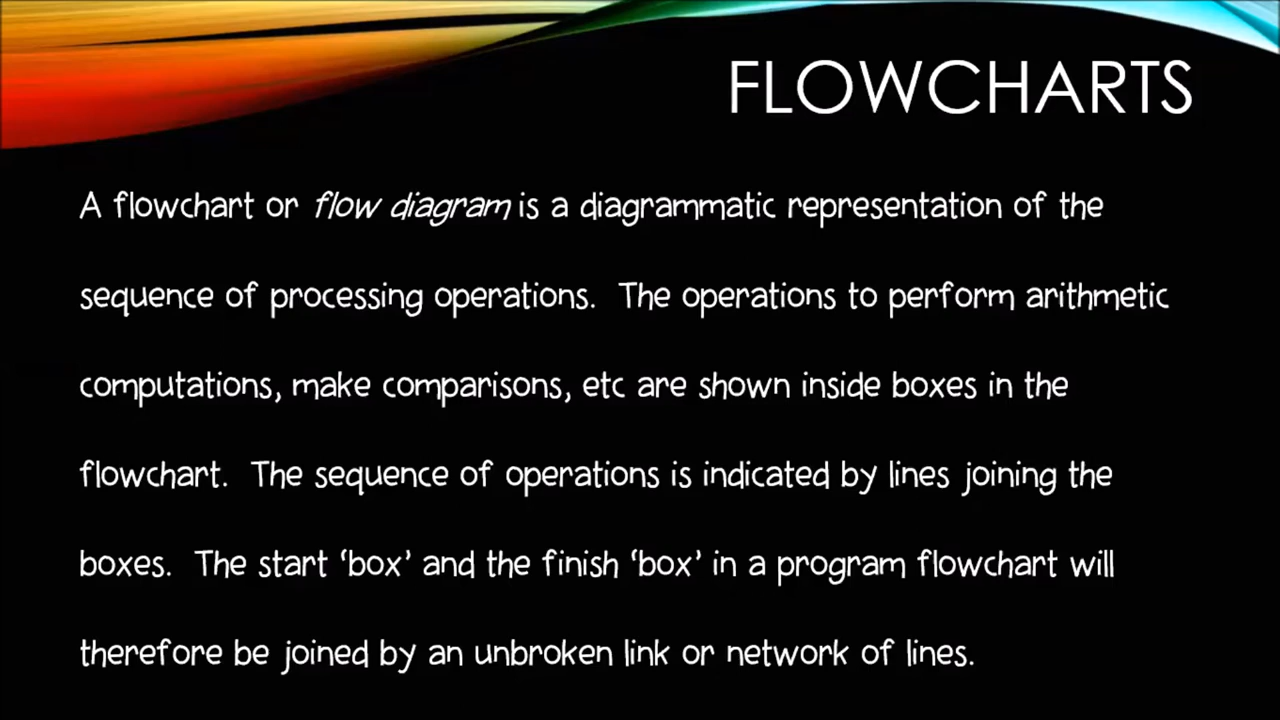 FLOWCHARTS
A flowchart or flow diagram is a diagrammatic representation of the
sequence of processing operations. The operations to perform arithmetic
computations, make comparisons, etc are shown inside boxes in the
flowchart. The sequence of operations is indicated by lines joining the
boxes. The start ‘box’ and the finish ‘box’ in a program flowchart will
therefore be joined by an unbroken link or network of lines.